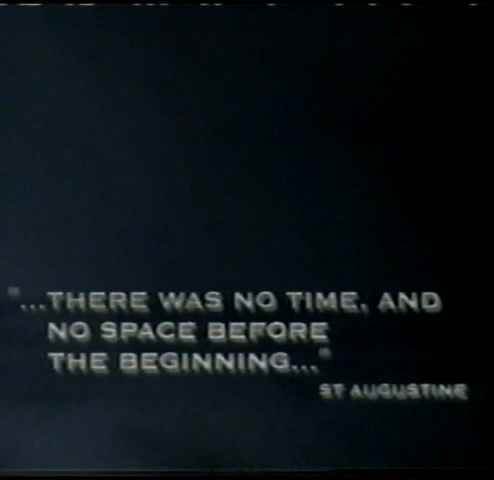 "...THERE WAS NO TIME, AND
NO SPACE BEFORE
THE BEGINNING..."
ST AUGUSTINE